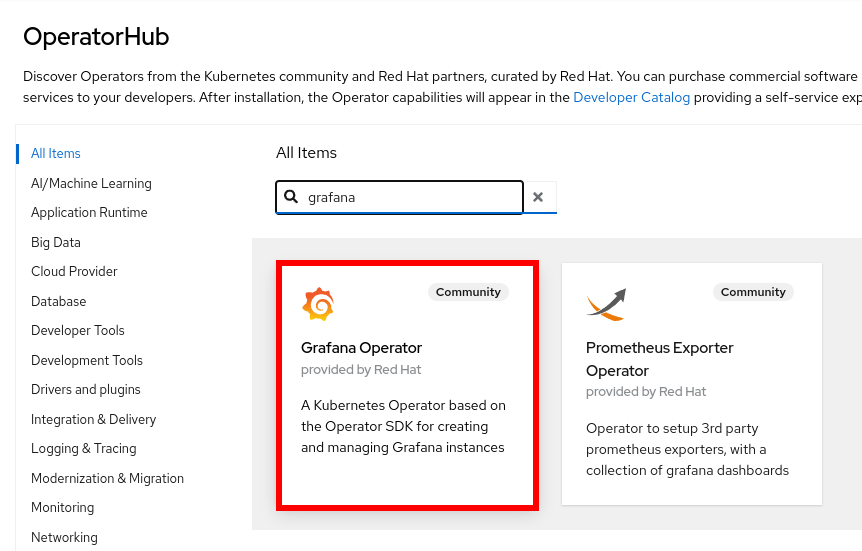 OperatorHub
Discover Operators from the Kubernetes community and Red Hat partners, curated by Red Hat. You can purchase commercial software
services to your developers. After installation, the Operator capabilities will appear in the Developer Catalog providing a self-service exp
All Items
AI/Machine Learning
Application Runtime
Big Data
Cloud Provider
Database
Developer Tools
Development Tools
Drivers and plugins
Integration & Delivery
Logging & Tracing
Modernization & Migration
Monitoring
Networking
All Items
grafana
Community
Grafana Operator
provided by Red Hat
A Kubernetes Operator based on
the Operator SDK for creating
and managing Grafana instances
Community
Prometheus Exporter
Operator
provided by Red Hat
Operator to setup 3rd party
prometheus exporters, with a
collection of grafana dashboards